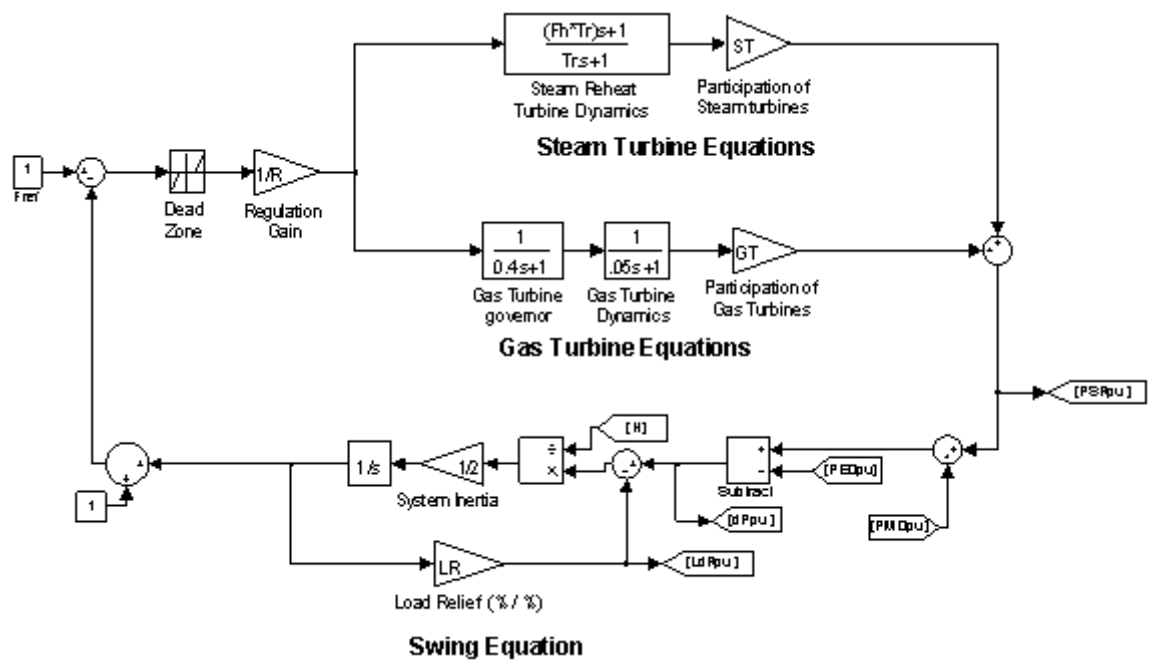 (Fh*Tr)s+1
Tr.s+1
Steam Reheat
Turbine Dynamics
ST
Participation of
Steam turbines
Steam Turbine Equations
1
Fref
Dead
Zone
1/R
Regulation
Gain
1
0.4s+1
Gas Turbine
governor
1
.05s+1
Gas Turbine
Dynamics
GT
Participation of
Gas Turbines
Gas Turbine Equations
[PSRpu]
[H]
1/s
1/2
System Inertia
÷
×
+
−
Subtract
[PEOpu]
[PMOpu]
[dPpu]
1
LR
[LdRpu]
Load Relief (% / %)
Swing Equation